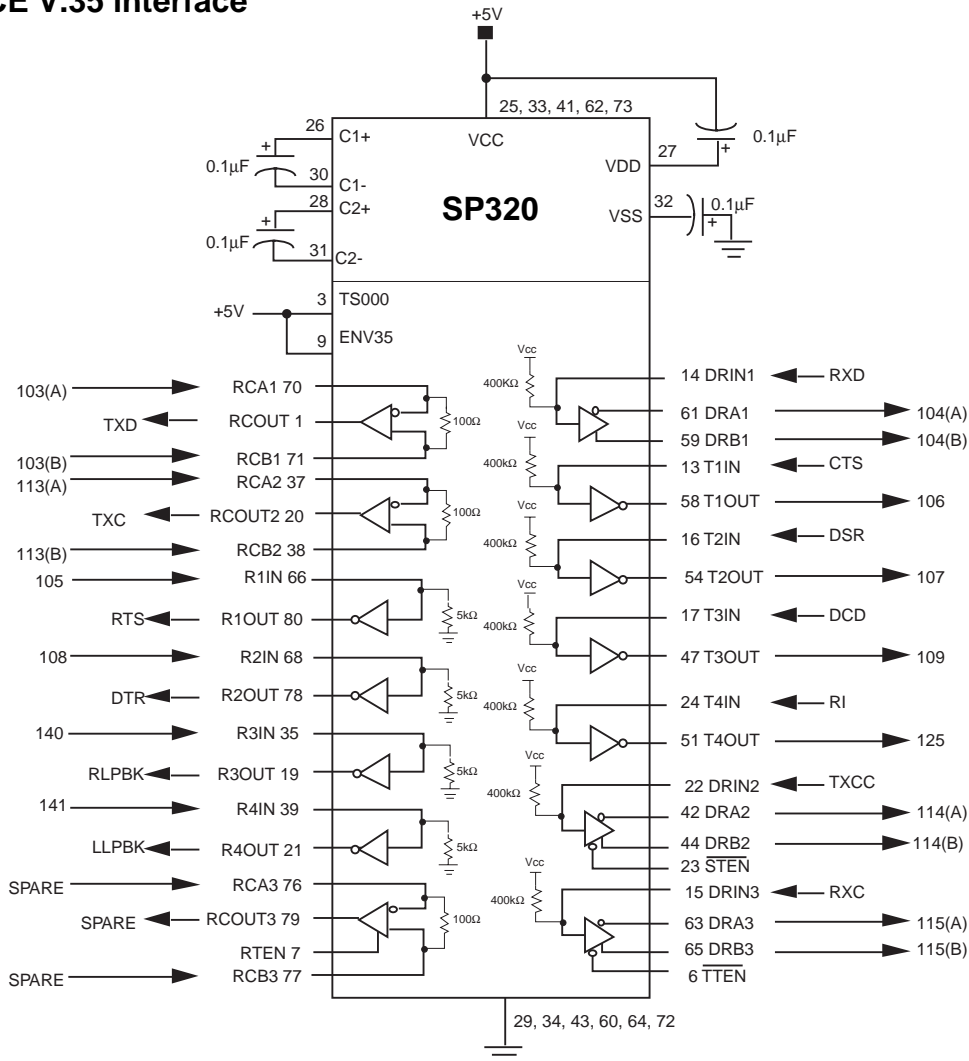 CE V.35 Interface
+5V
25, 33, 41, 62, 73
26 C1+
VCC
0.1µF
27
VDD
0.1µF
30 C1-
28 C2+
SP320
32
VSS
0.1µF
0.1µF
31 C2-
3 TS000
+5V
9 ENV35
103(A) RCA1 70
TXD RCOUT 1 100Ω
103(B) RCB1 71
113(A) RCA2 37
TXC RCOUT2 20 100Ω
113(B) RCB2 38
105 R1IN 66
RTS R1OUT 80 5kΩ
108 R2IN 68
DTR R2OUT 78 5kΩ
140 R3IN 35
RLPBK R3OUT 19 5kΩ
141 R4IN 39
LLPBK R4OUT 21 5kΩ
SPARE RCA3 76
SPARE RCOUT3 79 100Ω
RTEN 7
SPARE RCB3 77
Vcc
400KΩ
14 DRIN1 RXD
61 DRA1 104(A)
59 DRB1 104(B)
Vcc
400kΩ
13 T1IN CTS
58 T1OUT 106
Vcc
400kΩ
16 T2IN DSR
54 T2OUT 107
Vcc
400kΩ
17 T3IN DCD
47 T3OUT 109
Vcc
400kΩ
24 T4IN RI
51 T4OUT 125
Vcc
400kΩ
22 DRIN2 TXCC
42 DRA2 114(A)
44 DRB2 114(B)
23 STEN
Vcc
400kΩ
15 DRIN3 RXC
63 DRA3 115(A)
65 DRB3 115(B)
6 TTEN
29, 34, 43, 60, 64, 72